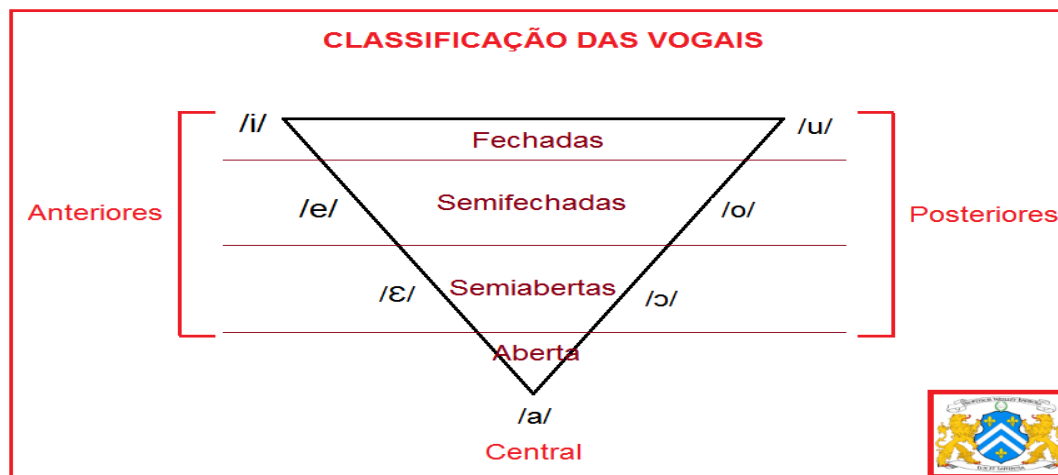 CLASSIFICAÇÃO DAS VOGAIS
/i/
/u/
Fechadas
Anteriores
/e/
Semifechadas
/o/
Posteriores
/Ɛ/
Semiabertas
/ɔ/
Aberta
/a/
Central